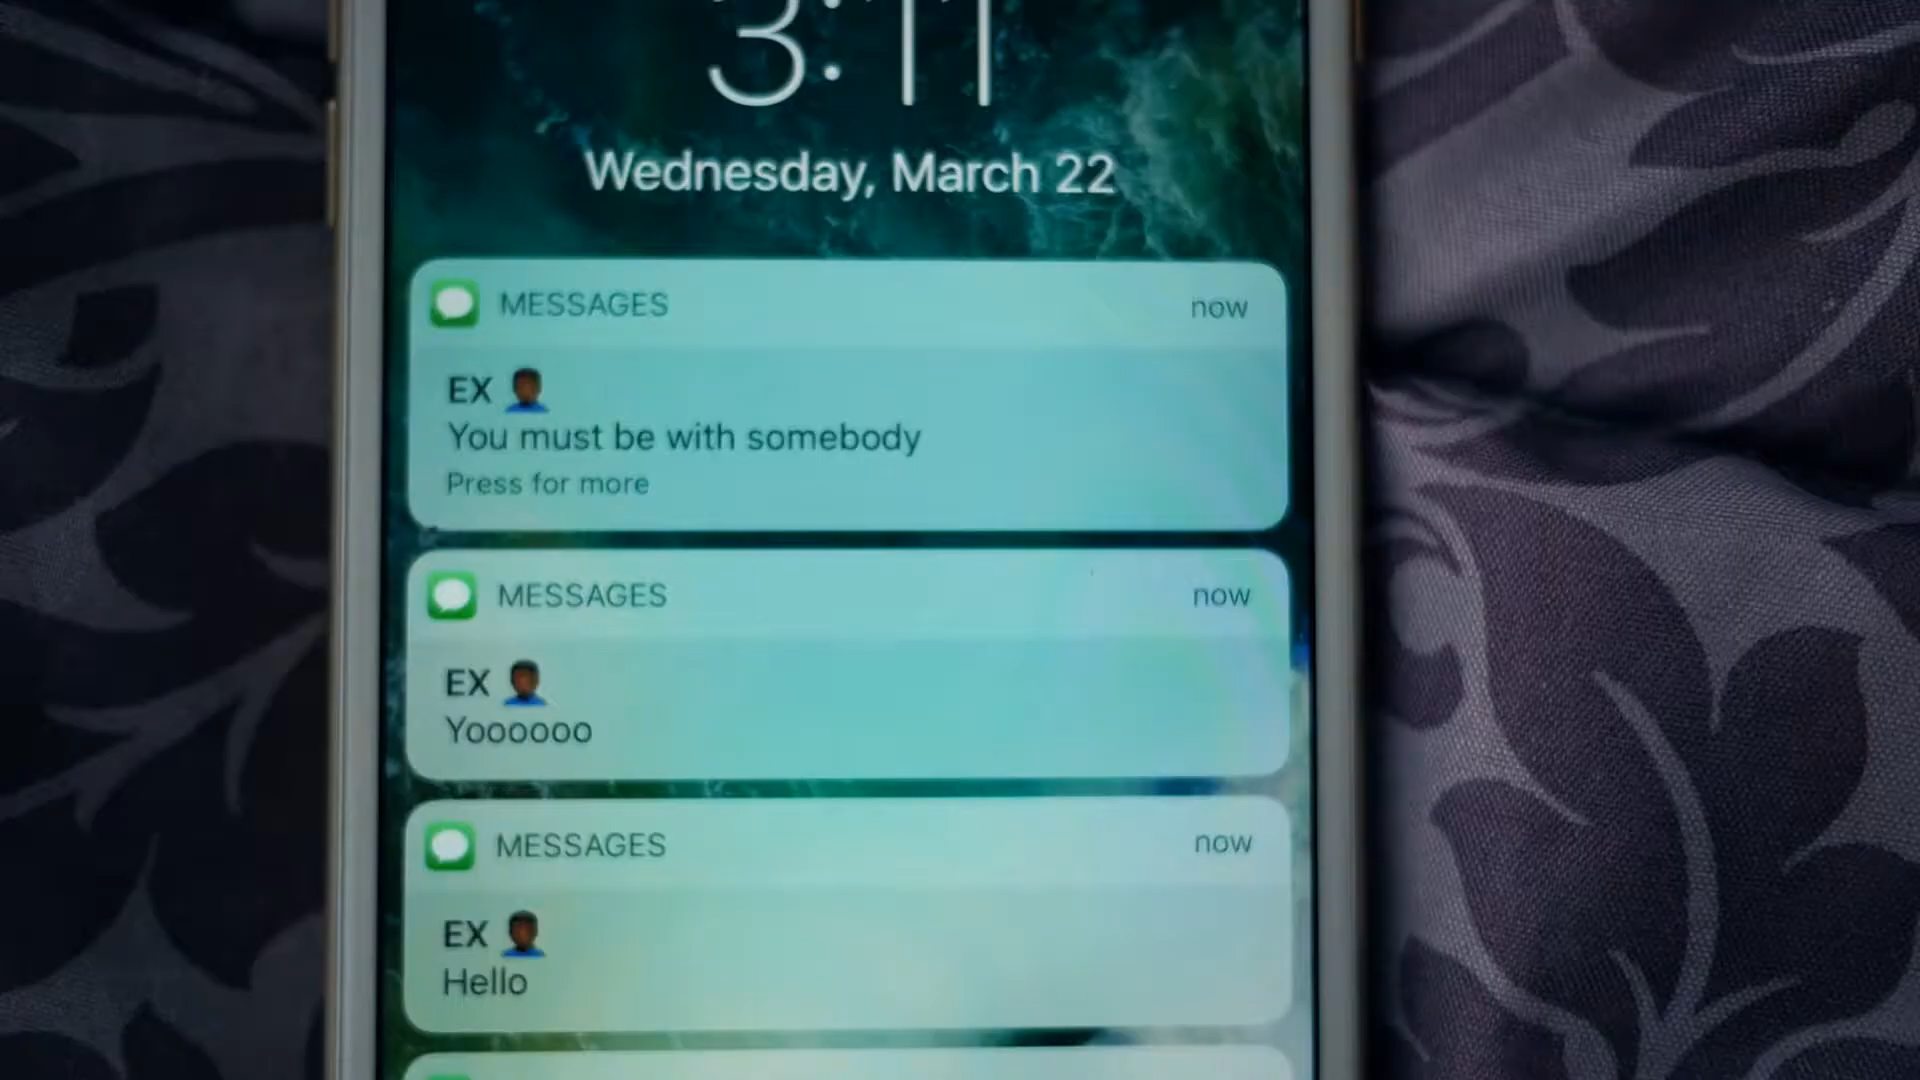 3:11
Wednesday, March 22
MESSAGES now
EX
You must be with somebody
Press for more
MESSAGES now
EX
Yoooooo
MESSAGES now
EX
Hello